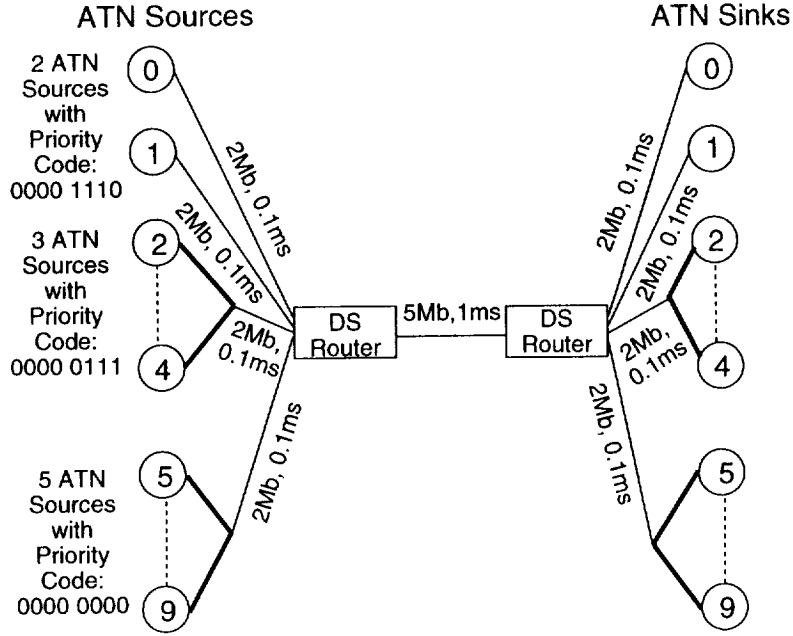 ATN Sources
ATN Sinks
2 ATN
Sources
with
Priority
Code:
0000 1110
0
1
3 ATN
Sources
with
Priority
Code:
0000 0111
2
4
5 ATN
Sources
with
Priority
Code:
0000 0000
5
9
2Mb, 0.1ms
2Mb, 0.1ms
2Mb,
0.1ms
2Mb, 0.1ms
DS
Router
5Mb,1ms
DS
Router
2Mb, 0.1ms
2Mb, 0.1ms
2Mb,
0.1ms
2Mb, 0.1ms
0
1
2
4
5
9